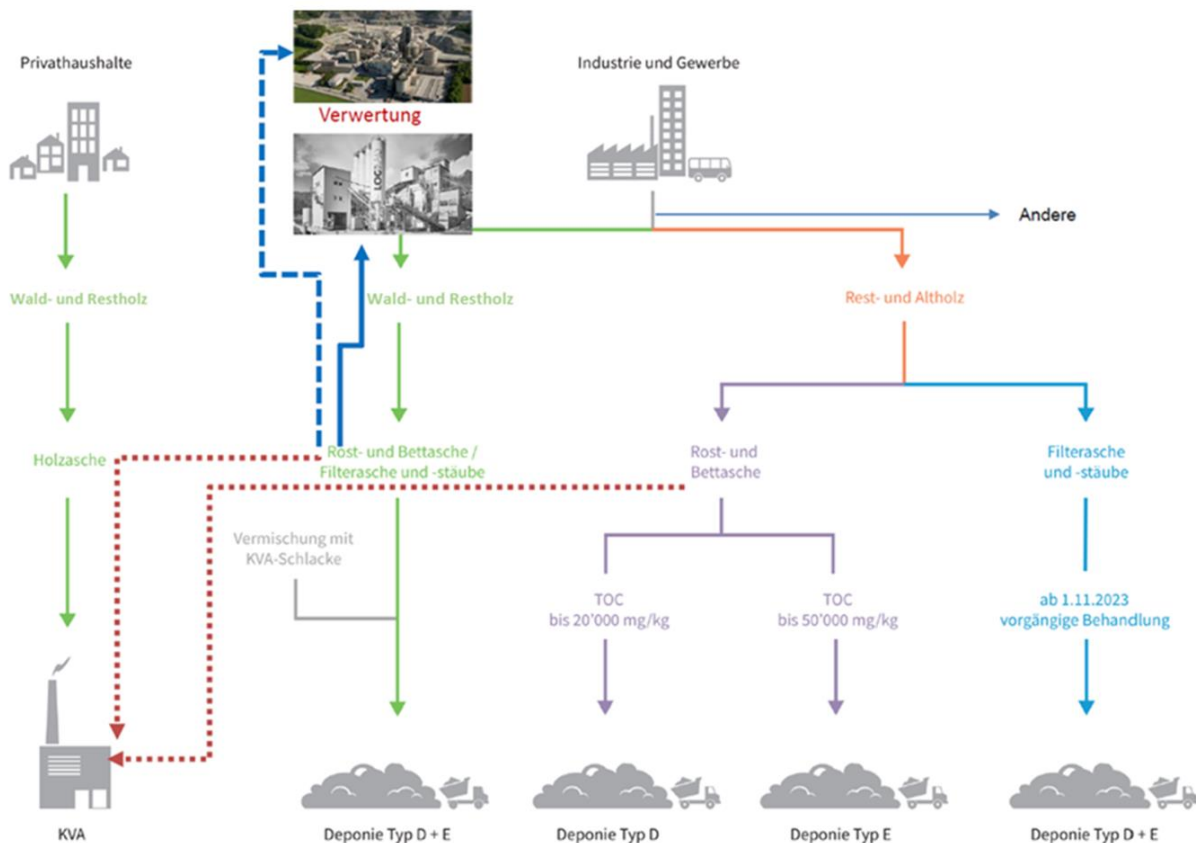 Privathaushalte
Verwertung
LOGI
Industrie und Gewerbe
Andere
Wald- und Restholz
Wald- und Restholz
Rest- und Altholz
Holzasche
Rost- und Bettasche /
Filterasche und -stäube
Rost- und
Bettasche
Filterasche
und -stäube
Vermischung mit
KVA-Schlacke
TOC
bis 20’000 mg/kg
TOC
bis 50’000 mg/kg
ab 1.11.2023
vorgängige Behandlung
KVA
Deponie Typ D + E
Deponie Typ D
Deponie Typ E
Deponie Typ D + E